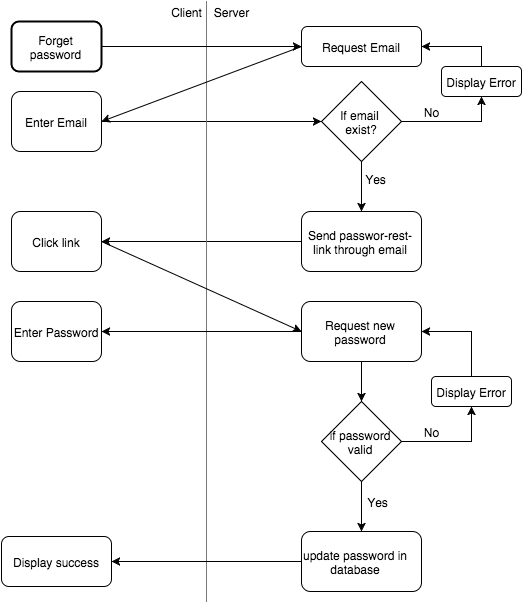 Client
Server
Forget
password
Request Email
Display Error
Enter Email
If email
exist?
No
Yes
Click link
Send passwor-rest-
link through email
Enter Password
Request new
password
Display Error
If password
valid
No
Yes
Display success
update password in
database